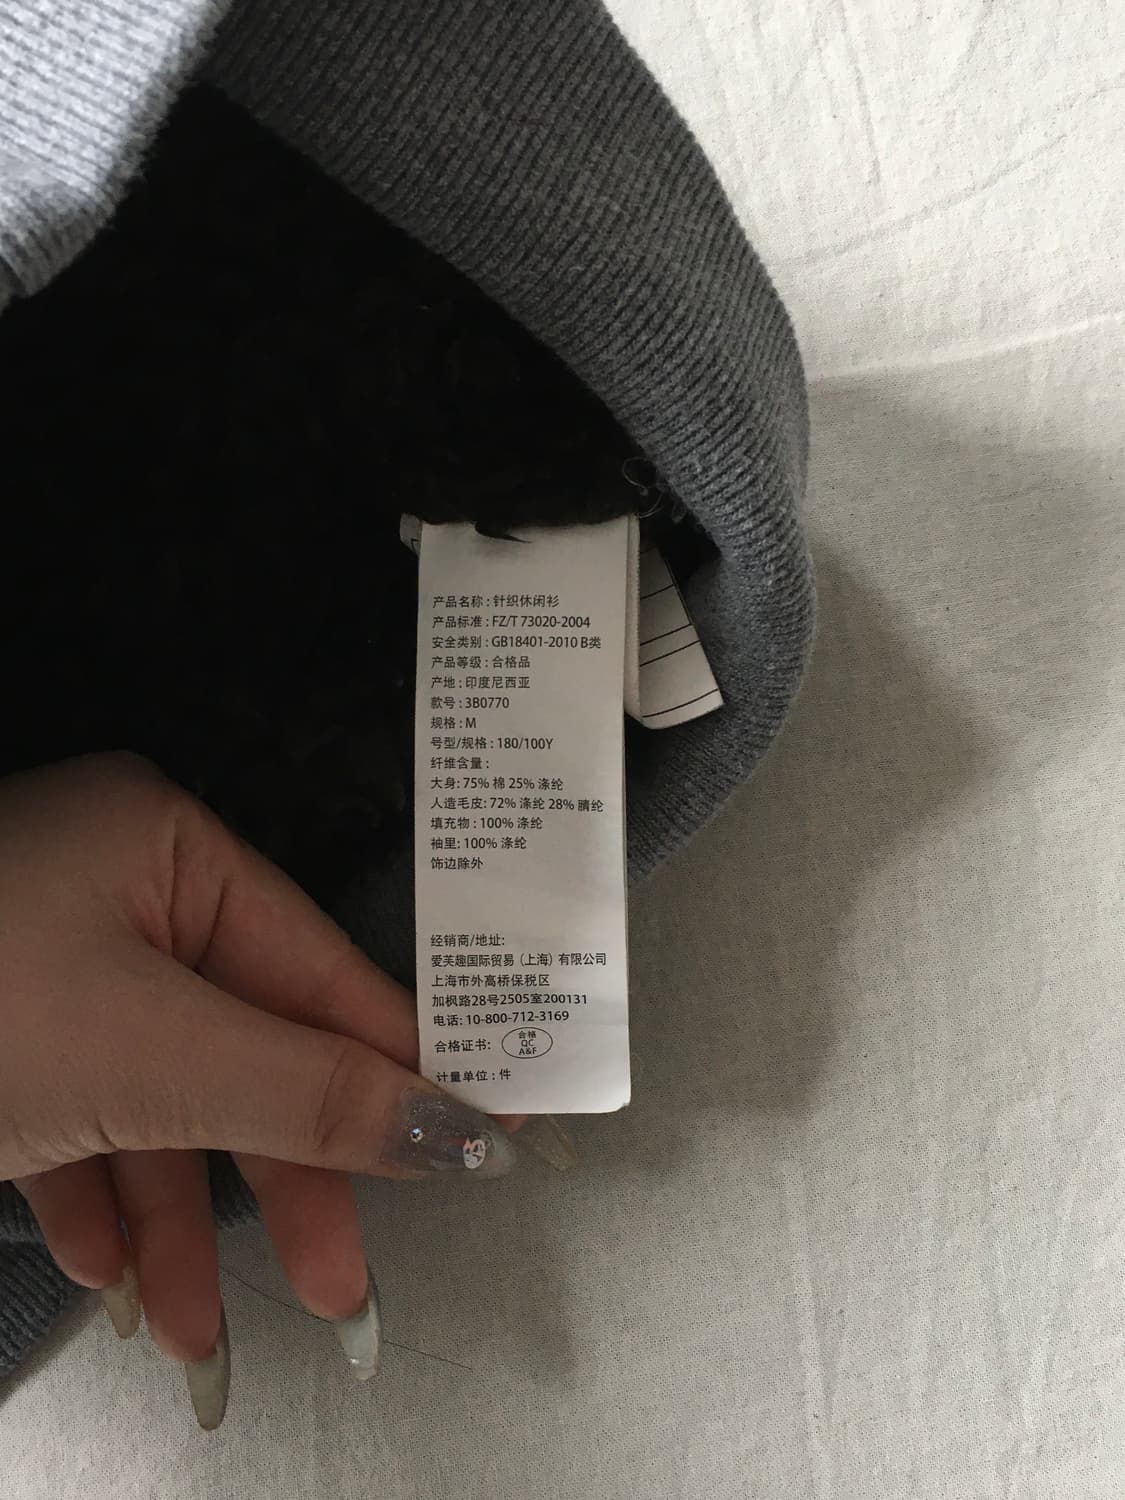 产品名称 : 针织休闲衫
产品标准 : FZ/T 73020-2004
安全类别 : GB18401-2010 B类
产品等级 : 合格品
产地 : 印度尼西亚
款号 : 3B0770
规格 : M
号型/规格 : 180/100Y
纤维含量 :
大身: 75% 棉 25% 涤纶
人造毛皮: 72% 涤纶 28% 腈纶
填充物 : 100% 涤纶
袖里: 100% 涤纶
饰边除外
经销商/地址:
爱芙趣国际贸易（上海）有限公司
上海市外高桥保税区
加枫路28号2505室200131
电话: 10-800-712-3169
合格证书:
合格
QC
A&F
计量单位 : 件